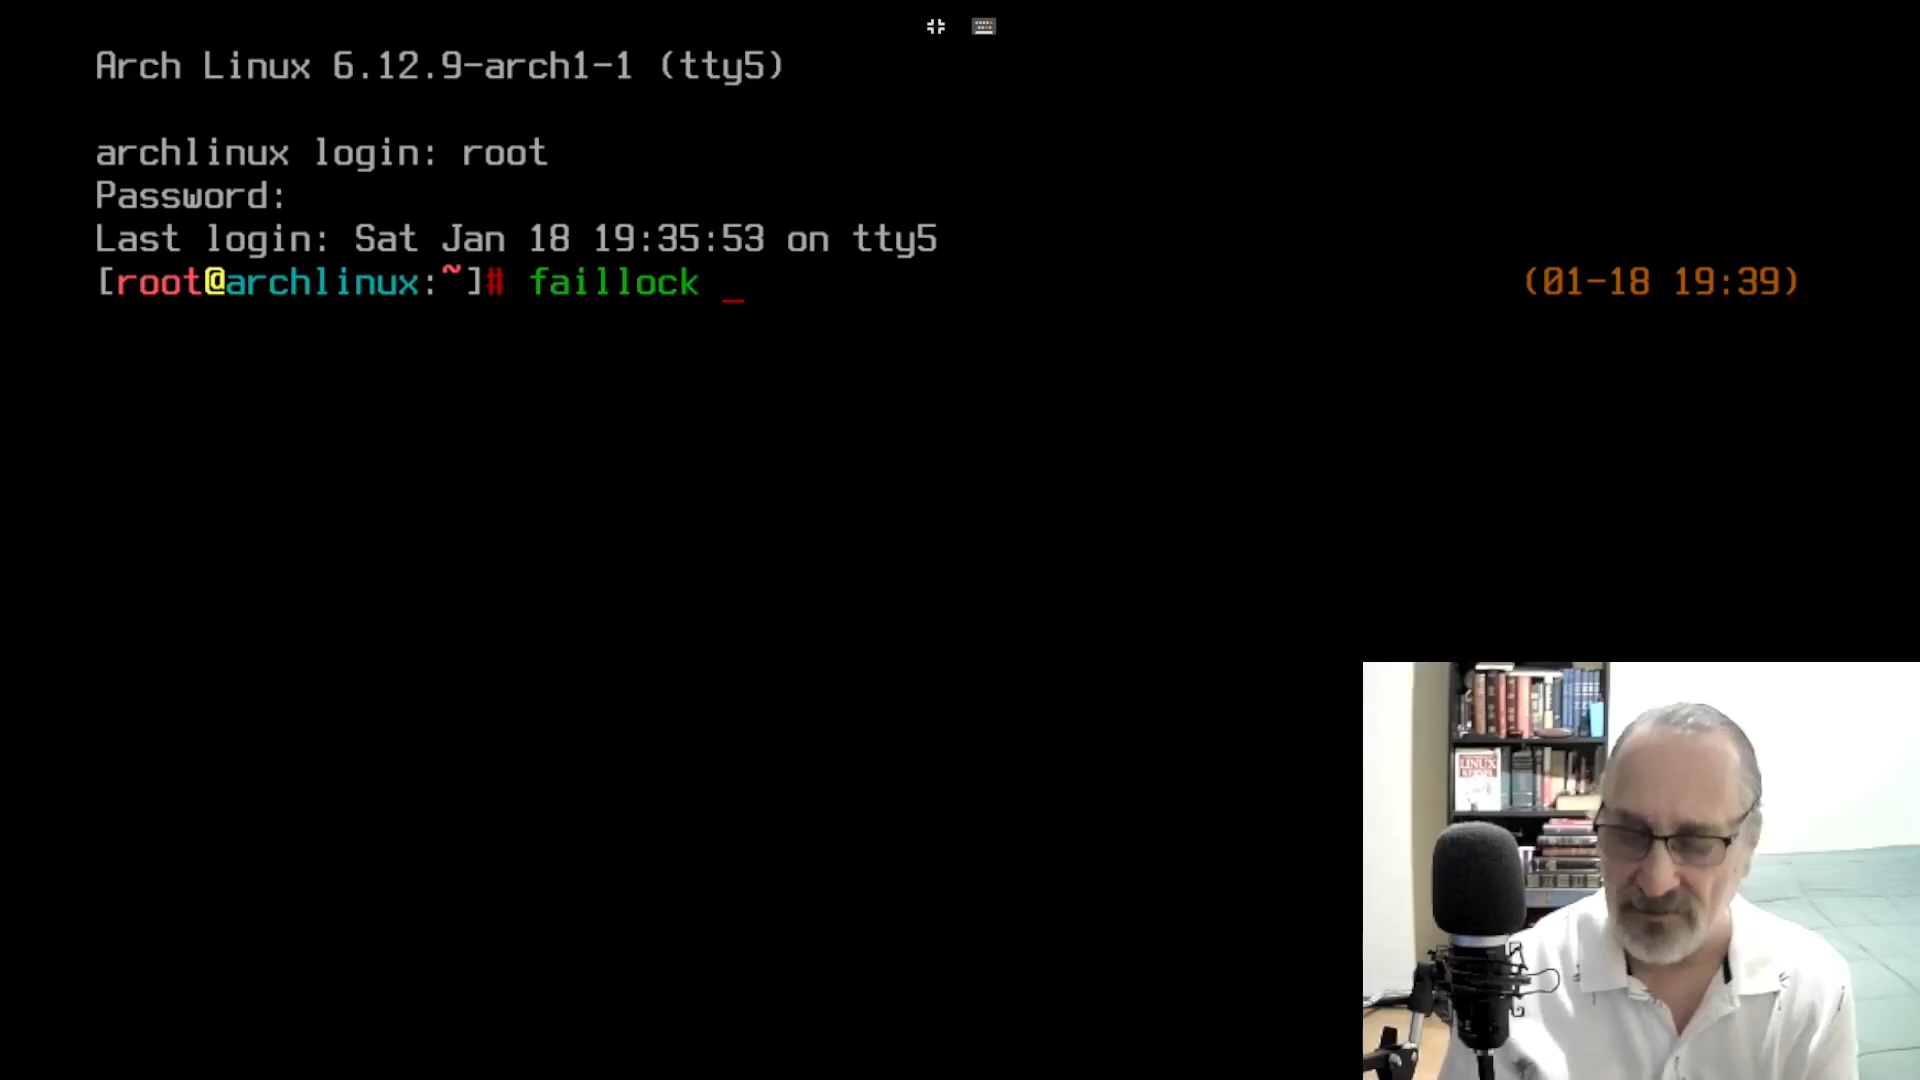 Arch Linux 6.12.9-arch1-1 (tty5)
archlinux login: root
Password:
Last login: Sat Jan 18 19:35:53 on tty5
[root@archlinux:~]# faillock _ (01-18 19:39)
LINUX